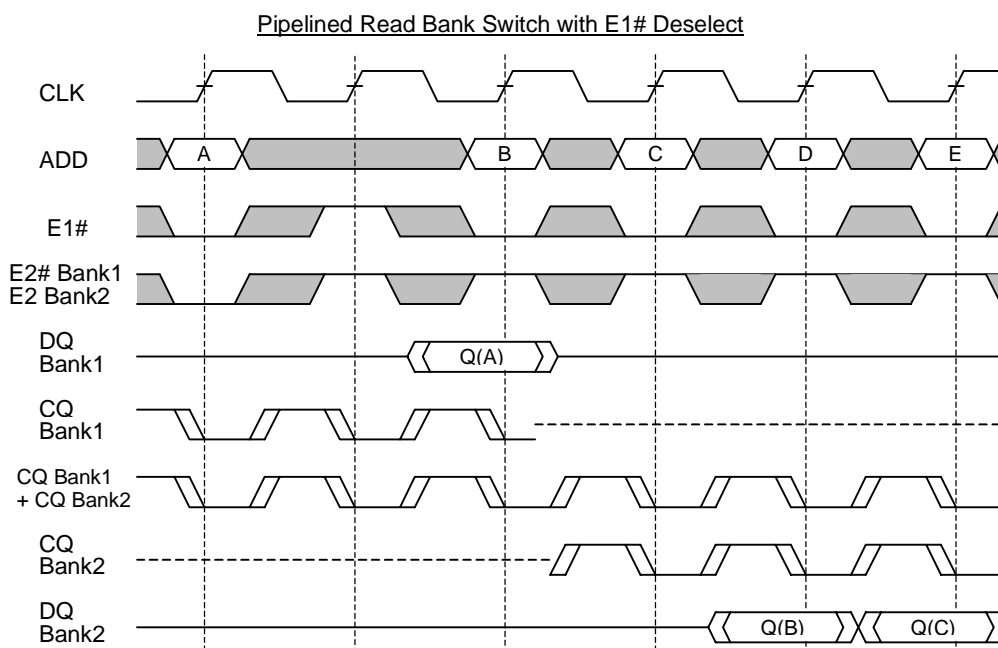 Pipelined Read Bank Switch with E1# Deselect
CLK
ADD
A B C D E
E1#
E2# Bank1
E2 Bank2
DQ
Bank1
Q(A)
CQ
Bank1
CQ Bank1
+ CQ Bank2
CQ
Bank2
DQ
Bank2
Q(B) Q(C)